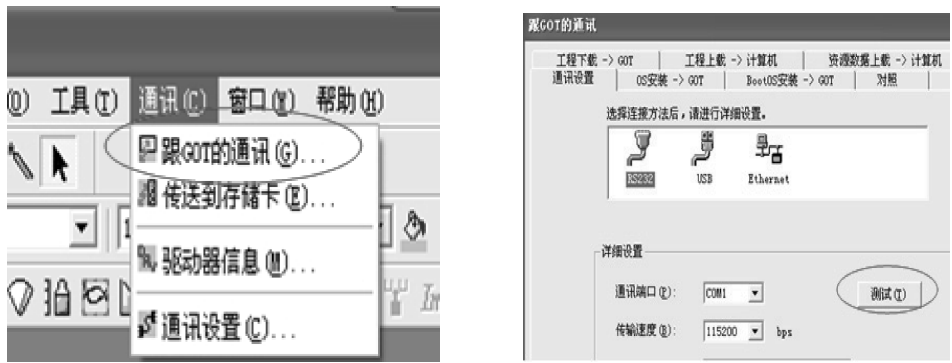 (O) 工具(T) 通讯(C) 窗口(W) 帮助(H)
跟GOT的通讯(G)...
传送到存储卡(E)...
驱动器信息(M)...
通讯设置(C)...
跟GOT的通讯
工程下载 -> GOT 工程上载 -> 计算机 资源数据上载 -> 计算机
通讯设置 OS安装 -> GOT BootOS安装 -> GOT 对照
选择连接方法后，请进行详细设置。
RS232 USB Ethernet
详细设置
通讯端口(P): COM1 测试(T)
传输速度(B): 115200 bps